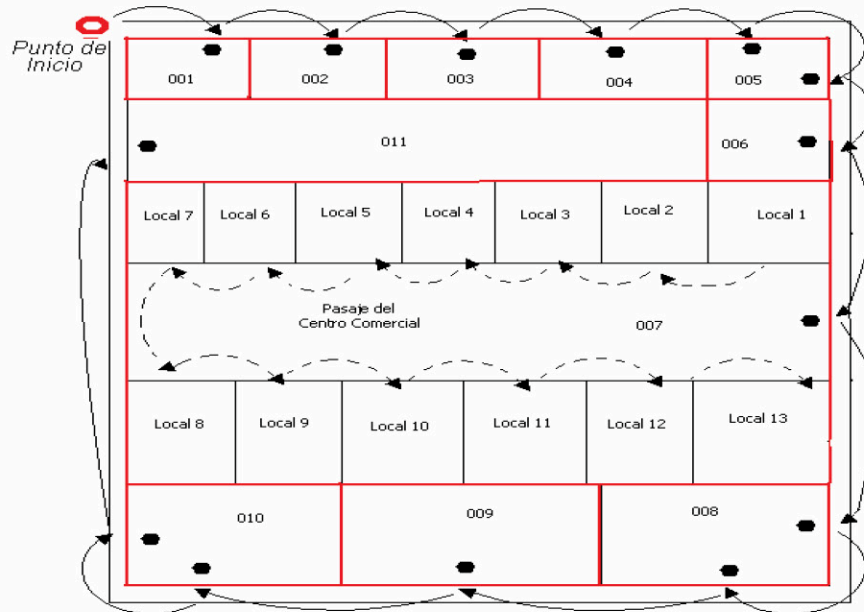 Punto de
Inicio
001
002
003
004
005
011
006
Local 7
Local 6
Local 5
Local 4
Local 3
Local 2
Local 1
Pasaje del
Centro Comercial
007
Local 8
Local 9
Local 10
Local 11
Local 12
Local 13
010
009
008